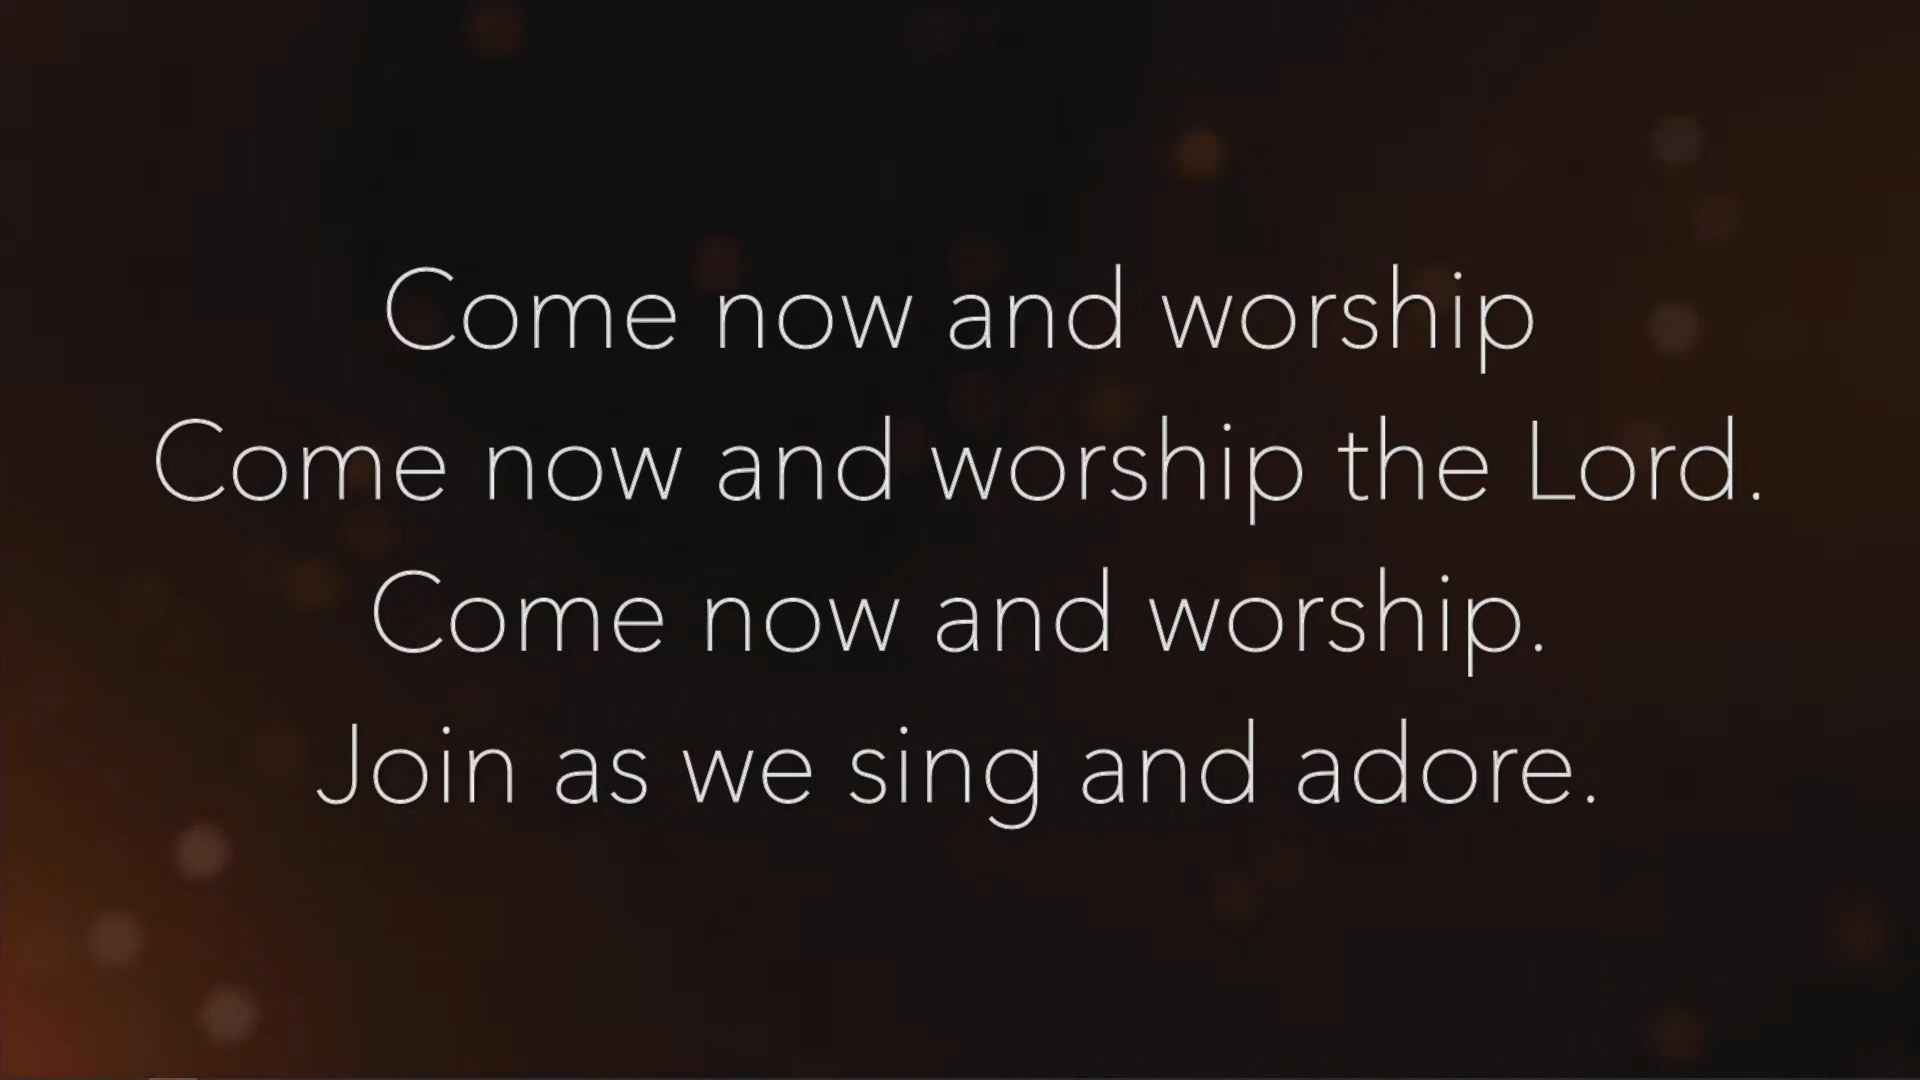 Come now and worship
Come now and worship the Lord.
Come now and worship.
Join as we sing and adore.